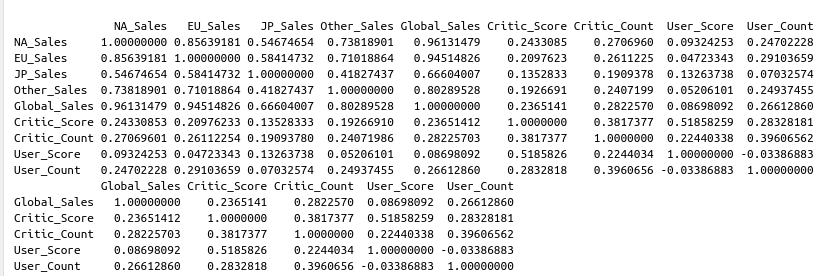 NA_Sales EU_Sales JP_Sales Other_Sales Global_Sales Critic_Score Critic_Count User_Score User_Count
NA_Sales 1.00000000 0.85639181 0.54674654 0.73818901 0.96131479 0.2433085 0.2706960 0.09324253 0.24702228
EU_Sales 0.85639181 1.00000000 0.58414732 0.71018864 0.94514826 0.2097623 0.2611225 0.04723343 0.29103659
JP_Sales 0.54674654 0.58414732 1.00000000 0.41827437 0.66604007 0.1352833 0.1909378 0.13263738 0.07032574
Other_Sales 0.73818901 0.71018864 0.41827437 1.00000000 0.80289528 0.1926691 0.2407199 0.05206101 0.24937455
Global_Sales 0.96131479 0.94514826 0.66604007 0.80289528 1.00000000 0.2365141 0.2822570 0.08698092 0.26612860
Critic_Score 0.24330853 0.20976233 0.13528333 0.19266910 0.23651412 1.0000000 0.3817377 0.51858259 0.28328181
Critic_Count 0.27069601 0.26112254 0.19093780 0.24071986 0.28225703 0.3817377 1.0000000 0.22440338 0.39606562
User_Score 0.09324253 0.04723343 0.13263738 0.05206101 0.08698092 0.5185826 0.2244034 1.00000000 -0.03386883
User_Count 0.24702228 0.29103659 0.07032574 0.24937455 0.26612860 0.2832818 0.3960656 -0.03386883 1.00000000
Global_Sales Critic_Score Critic_Count User_Score User_Count
Global_Sales 1.00000000 0.2365141 0.2822570 0.08698092 0.26612860
Critic_Score 0.23651412 1.0000000 0.3817377 0.51858259 0.28328181
Critic_Count 0.28225703 0.3817377 1.0000000 0.22440338 0.39606562
User_Score 0.08698092 0.5185826 0.2244034 1.00000000 -0.03386883
User_Count 0.26612860 0.2832818 0.3960656 -0.03386883 1.00000000